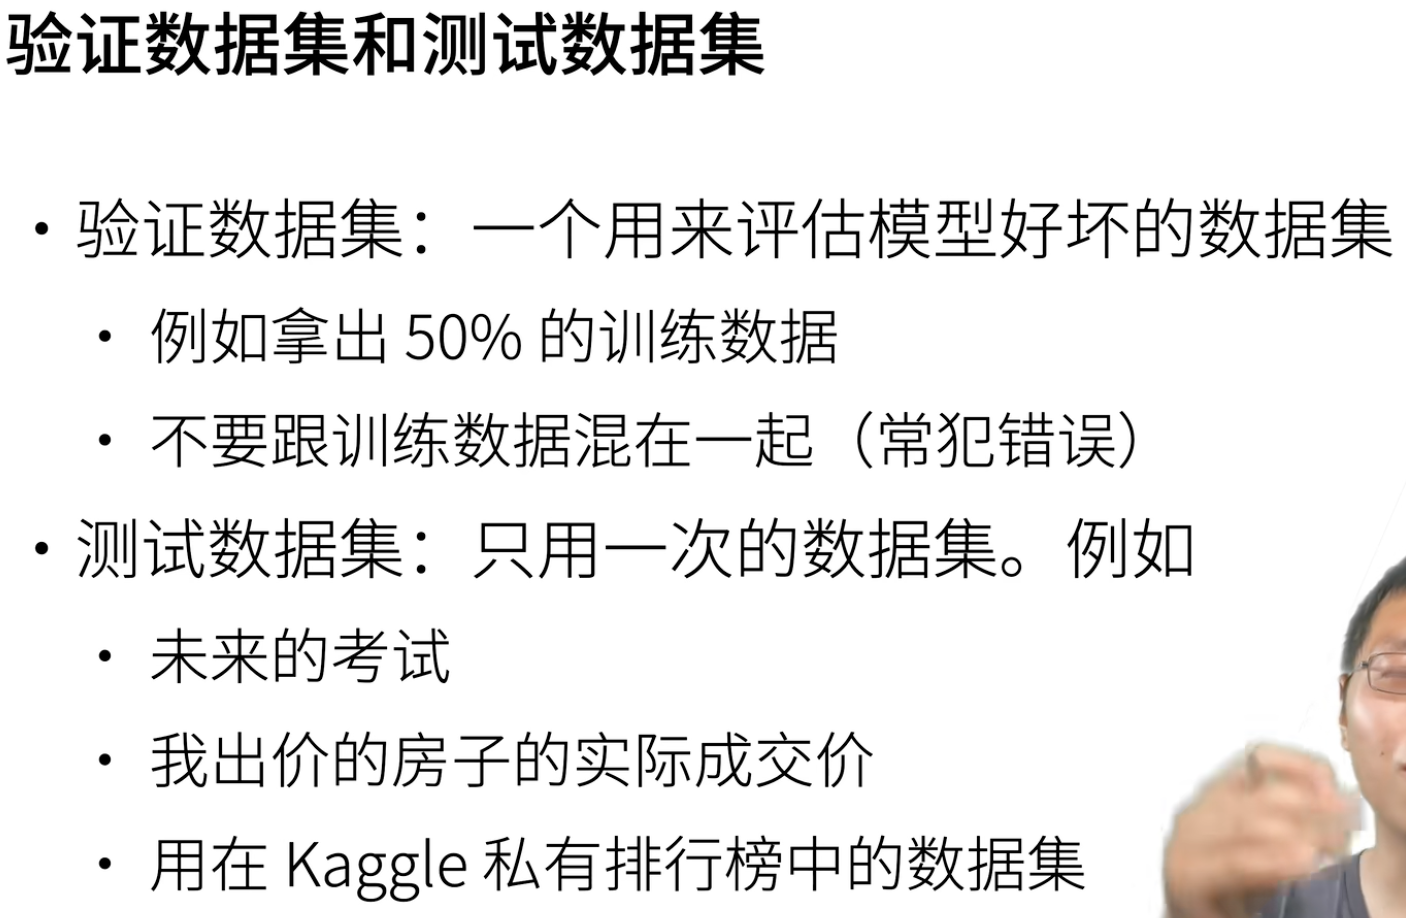 验证数据集和测试数据集
• 验证数据集：一个用来评估模型好坏的数据集
• 例如拿出 50% 的训练数据
• 不要跟训练数据混在一起（常犯错误）
• 测试数据集：只用一次的数据集。例如
• 未来的考试
• 我出价的房子的实际成交价
• 用在 Kaggle 私有排行榜中的数据集